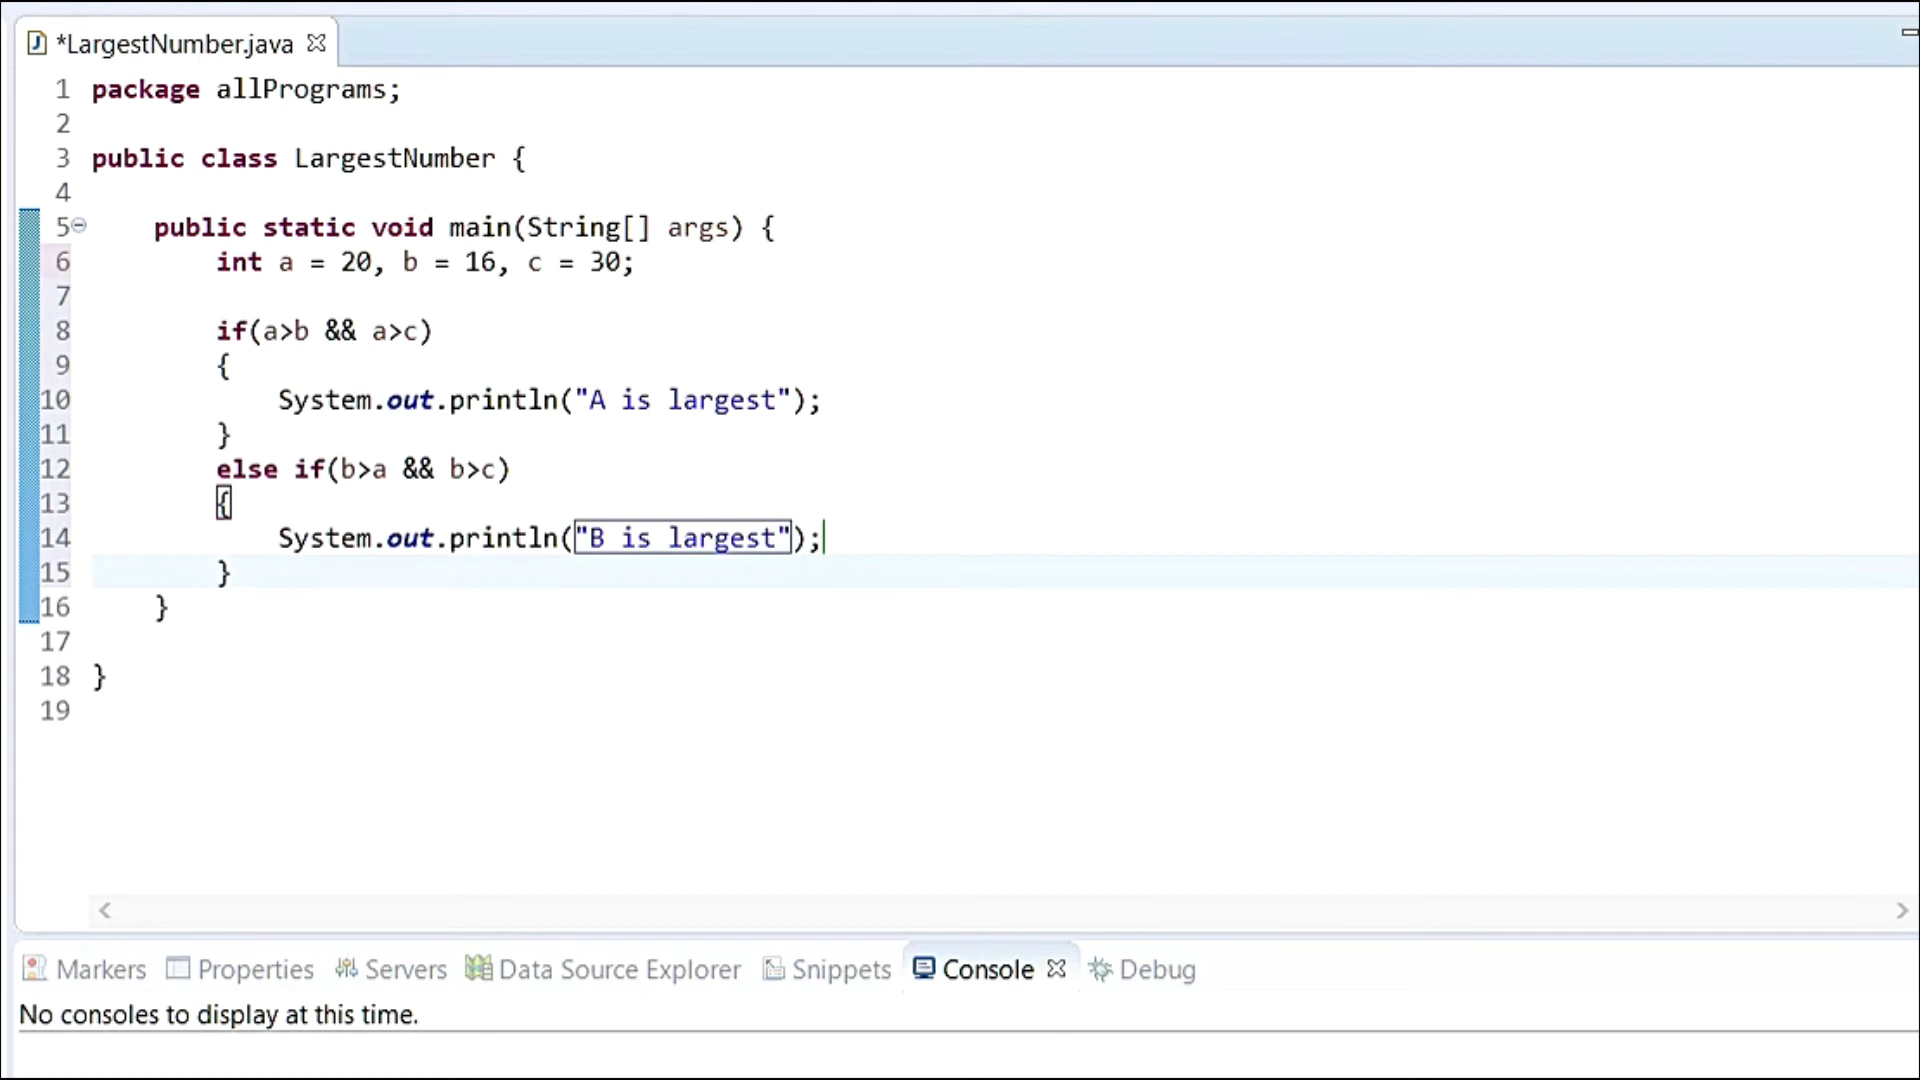 *LargestNumber.java
1 package allPrograms;
2
3 public class LargestNumber {
4
5 public static void main(String[] args) {
6 int a = 20, b = 16, c = 30;
7
8 if(a>b && a>c)
9 {
10 System.out.println("A is largest");
11 }
12 else if(b>a && b>c)
13 {
14 System.out.println("B is largest");
15 }
16 }
17
18 }
19
Markers Properties Servers Data Source Explorer Snippets Console Debug
No consoles to display at this time.